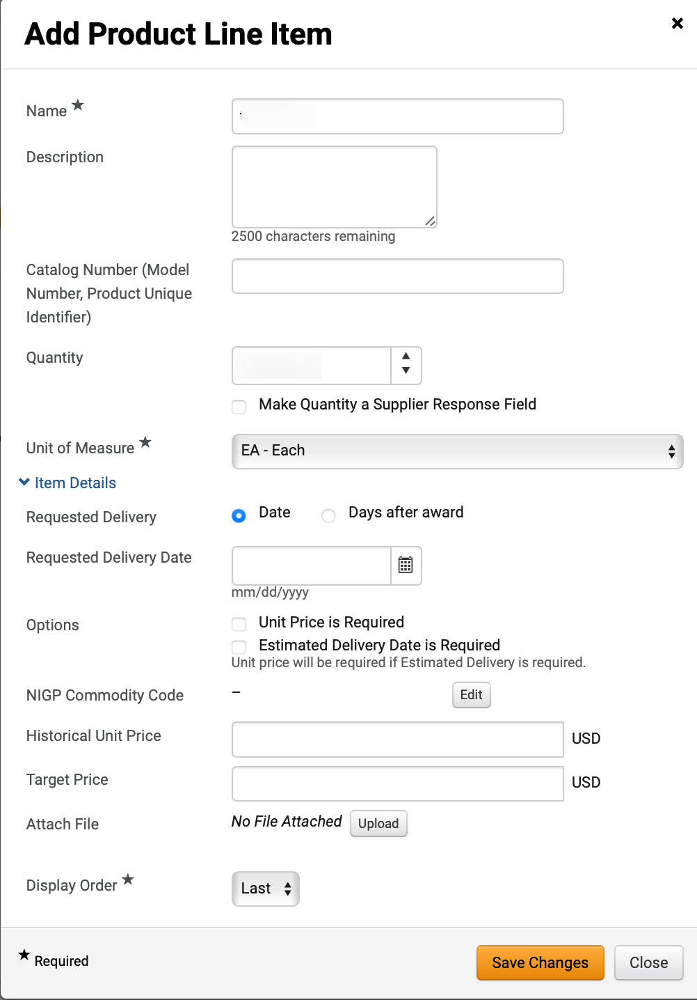 Add Product Line Item
Name ★
Description
2500 characters remaining
Catalog Number (Model
Number, Product Unique
Identifier)
Quantity
Make Quantity a Supplier Response Field
Unit of Measure ★
EA - Each
Item Details
Requested Delivery
Date
Days after award
Requested Delivery Date
mm/dd/yyyy
Options
Unit Price is Required
Estimated Delivery Date is Required
Unit price will be required if Estimated Delivery is required.
NIGP Commodity Code
–
Edit
Historical Unit Price
USD
Target Price
USD
Attach File
No File Attached
Upload
Display Order ★
Last
★ Required
Save Changes
Close